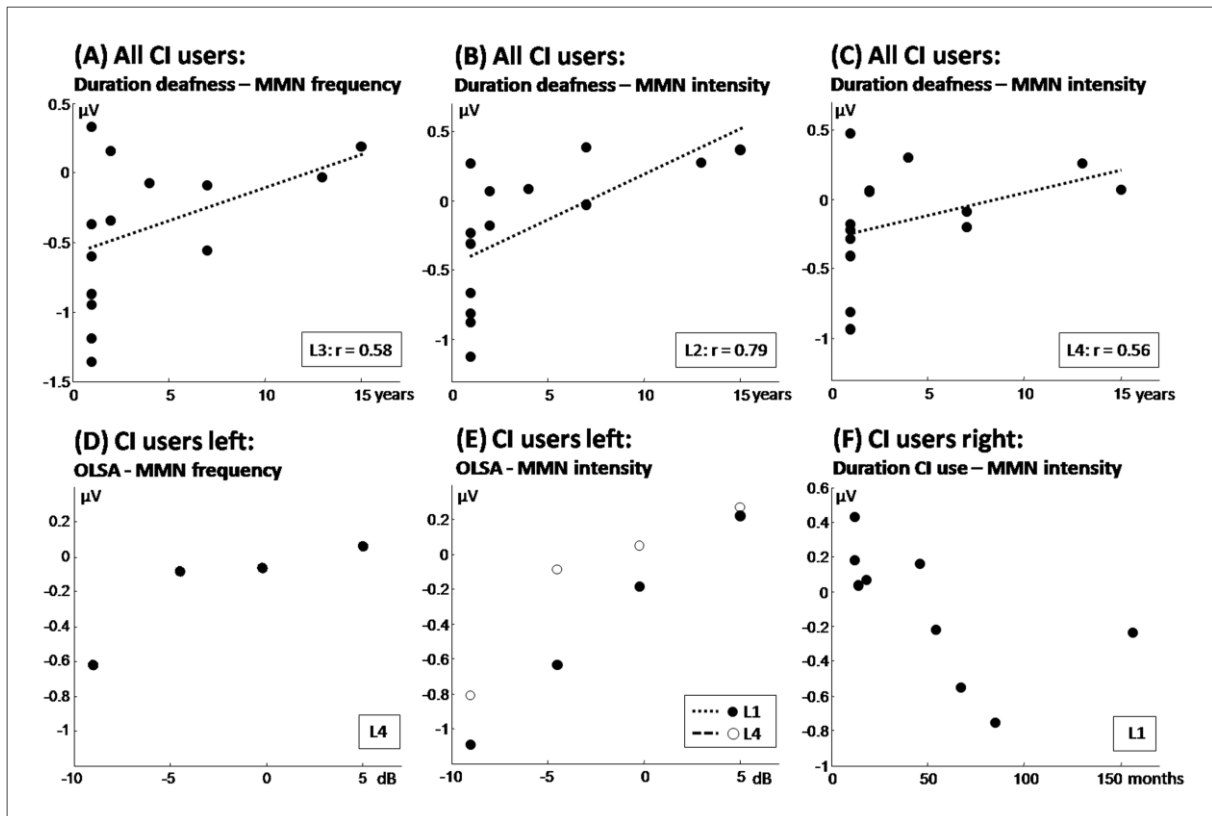 (A) All CI users:
Duration deafness – MMN frequency
μV
0.5
0
-0.5
-1
-1.5
0
5
10
15 years
L3: r = 0.58
(B) All CI users:
Duration deafness – MMN intensity
μV
0.5
0
-0.5
-1
0
5
10
15 years
L2: r = 0.79
(C) All CI users:
Duration deafness – MMN intensity
μV
0.5
0
-0.5
-1
0
5
10
15 years
L4: r = 0.56
(D) CI users left:
OLSA - MMN frequency
μV
0.2
0
-0.2
-0.4
-0.6
-0.8
-1
-10
-5
0
5 dB
L4
(E) CI users left:
OLSA - MMN intensity
μV
0.2
0
-0.2
-0.4
-0.6
-0.8
-1
-10
-5
0
5 dB
L1
L4
(F) CI users right:
Duration CI use – MMN intensity
μV
0.6
0.4
0.2
0
-0.2
-0.4
-0.6
-0.8
-1
0
50
100
150 months
L1